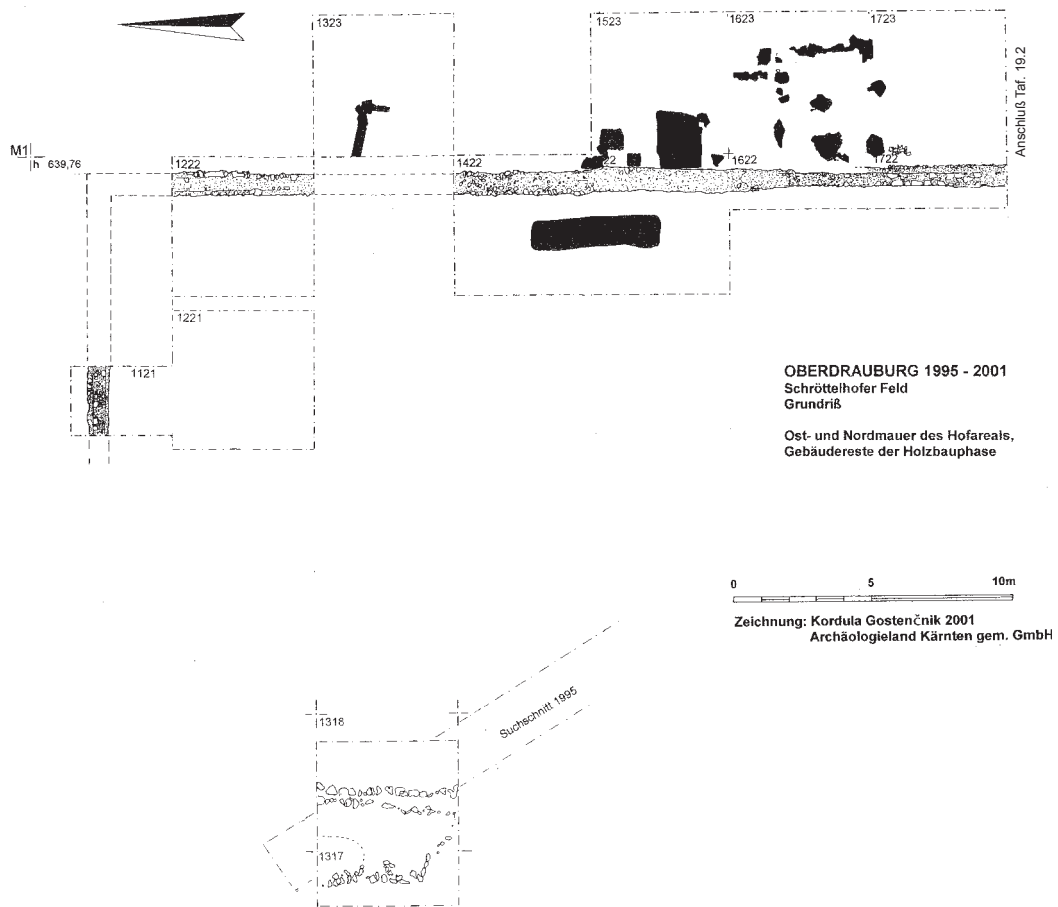 1323
1523
1623
1723
M1
h 639,76
1222
1422
22
1622
1722
Anschluß Taf. 19.2
1221
1121
OBERDRAUBURG 1995 - 2001
Schröttelhofer Feld
Grundriß
Ost- und Nordmauer des Hofareals,
Gebäudereste der Holzbauphase
0 5 10m
Zeichnung: Kordula Gostenčnik 2001
Archäologieland Kärnten gem. GmbH
1318
Suchschnitt 1995
1317